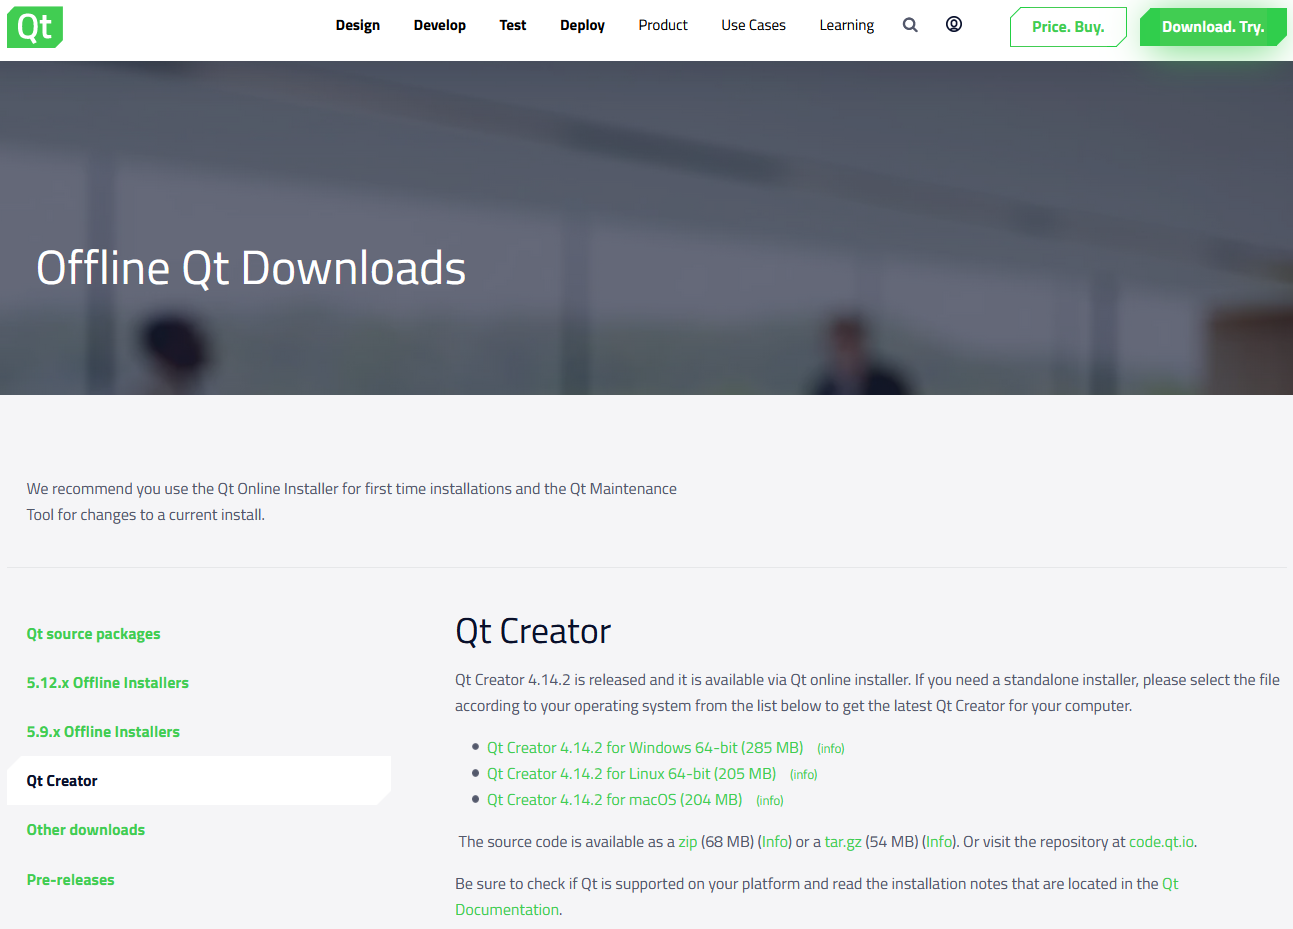 Qt
Design Develop Test Deploy Product Use Cases Learning Price. Buy. Download. Try.
Offline Qt Downloads
We recommend you use the Qt Online Installer for first time installations and the Qt Maintenance
Tool for changes to a current install.
Qt source packages
5.12.x Offline Installers
5.9.x Offline Installers
Qt Creator
Other downloads
Pre-releases
Qt Creator
Qt Creator 4.14.2 is released and it is available via Qt online installer. If you need a standalone installer, please select the file
according to your operating system from the list below to get the latest Qt Creator for your computer.
Qt Creator 4.14.2 for Windows 64-bit (285 MB) (info)
Qt Creator 4.14.2 for Linux 64-bit (205 MB) (info)
Qt Creator 4.14.2 for macOS (204 MB) (info)
The source code is available as a zip (68 MB) (Info) or a tar.gz (54 MB) (Info). Or visit the repository at code.qt.io.
Be sure to check if Qt is supported on your platform and read the installation notes that are located in the Qt
Documentation.